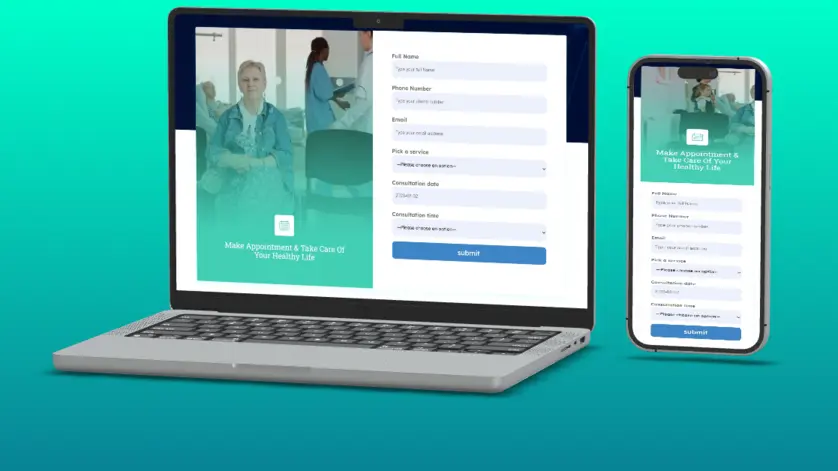 Make Appointment & Take Care Of
Your Healthy Life
Full Name
Type your full Name
Phone Number
Type your phone number
Email
Type your email address
Pick a service
—Please choose an option—
Consultation date
Consultation time
—Please choose an option—
submit
Make Appointment &
Take Care Of Your
Healthy Life
Full Name
Type your full Name
Phone Number
Type your phone number
Email
Type your email address
Pick a service
—Please choose an option—
Consultation date
Consultation time
—Please choose an option—
submit